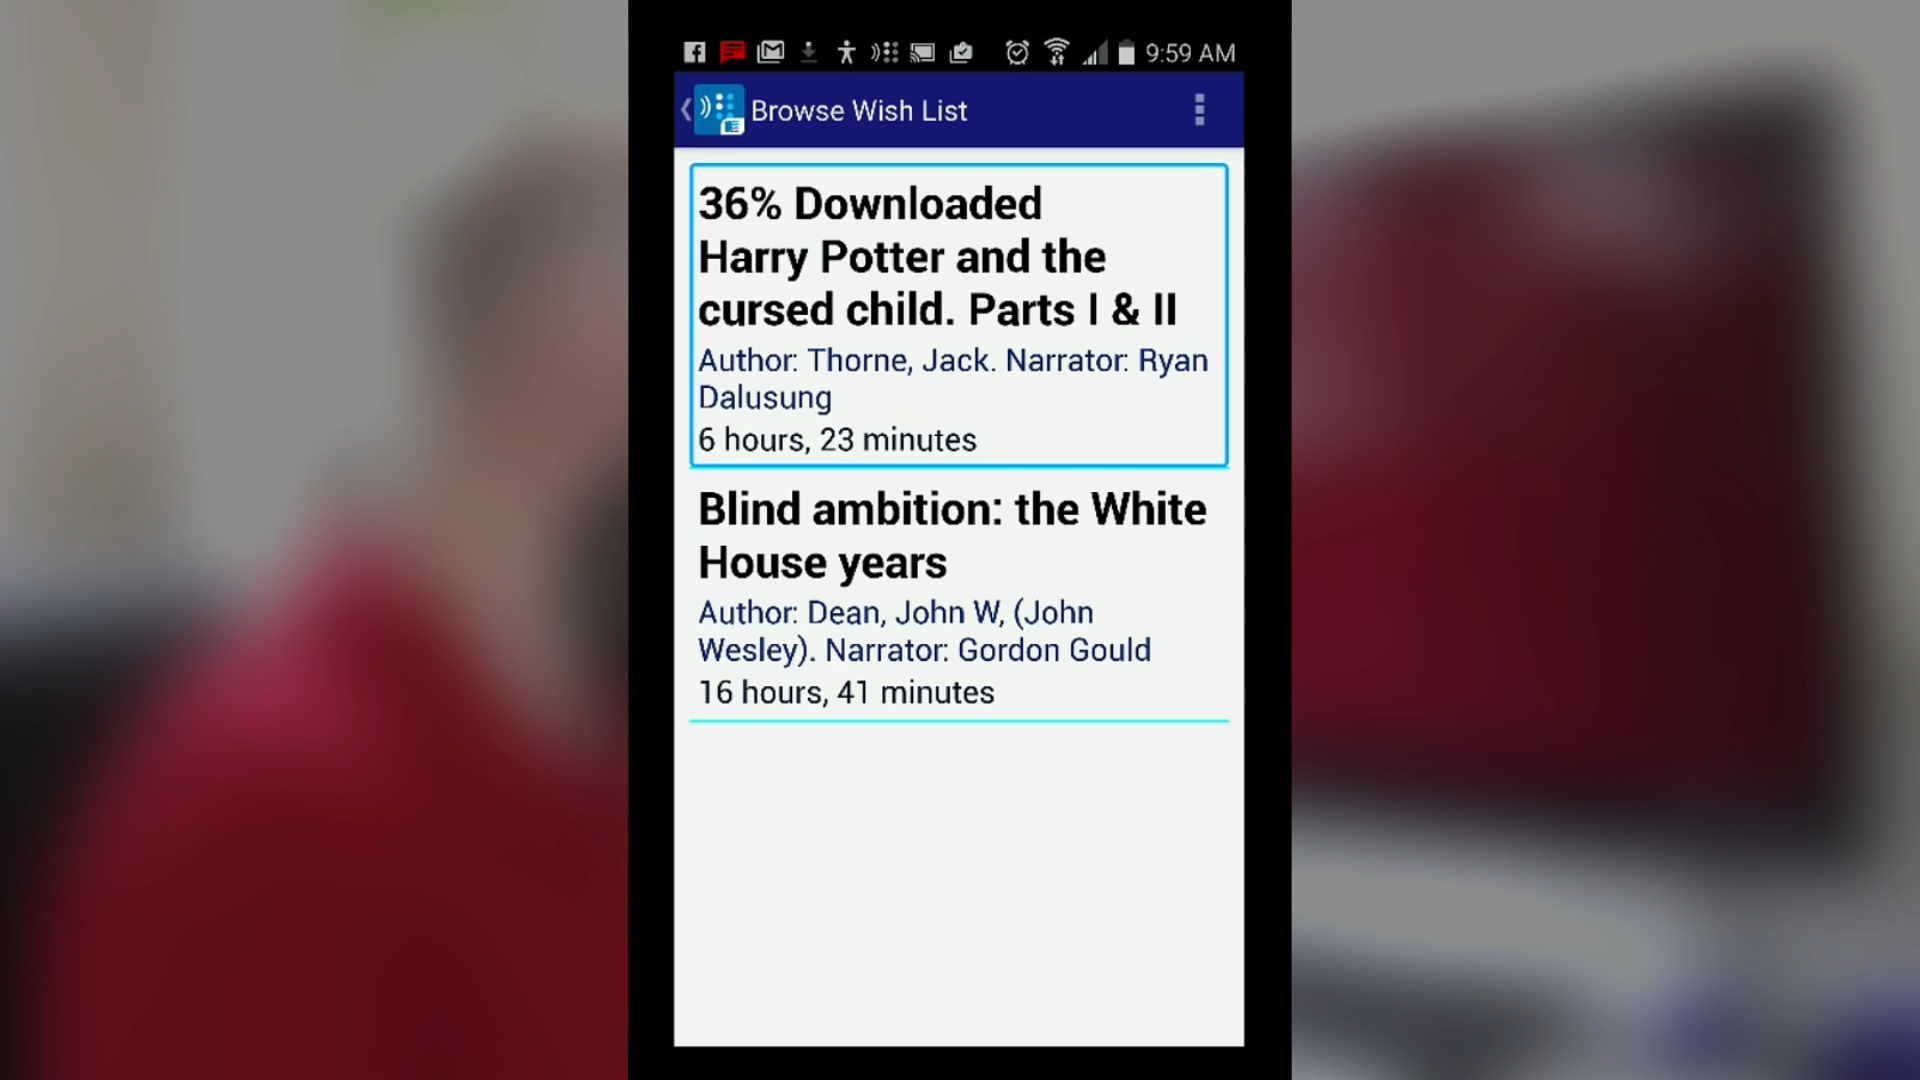 9:59 AM
Browse Wish List
36% Downloaded
Harry Potter and the
cursed child. Parts I & II
Author: Thorne, Jack. Narrator: Ryan
Dalusung
6 hours, 23 minutes
Blind ambition: the White
House years
Author: Dean, John W, (John
Wesley). Narrator: Gordon Gould
16 hours, 41 minutes